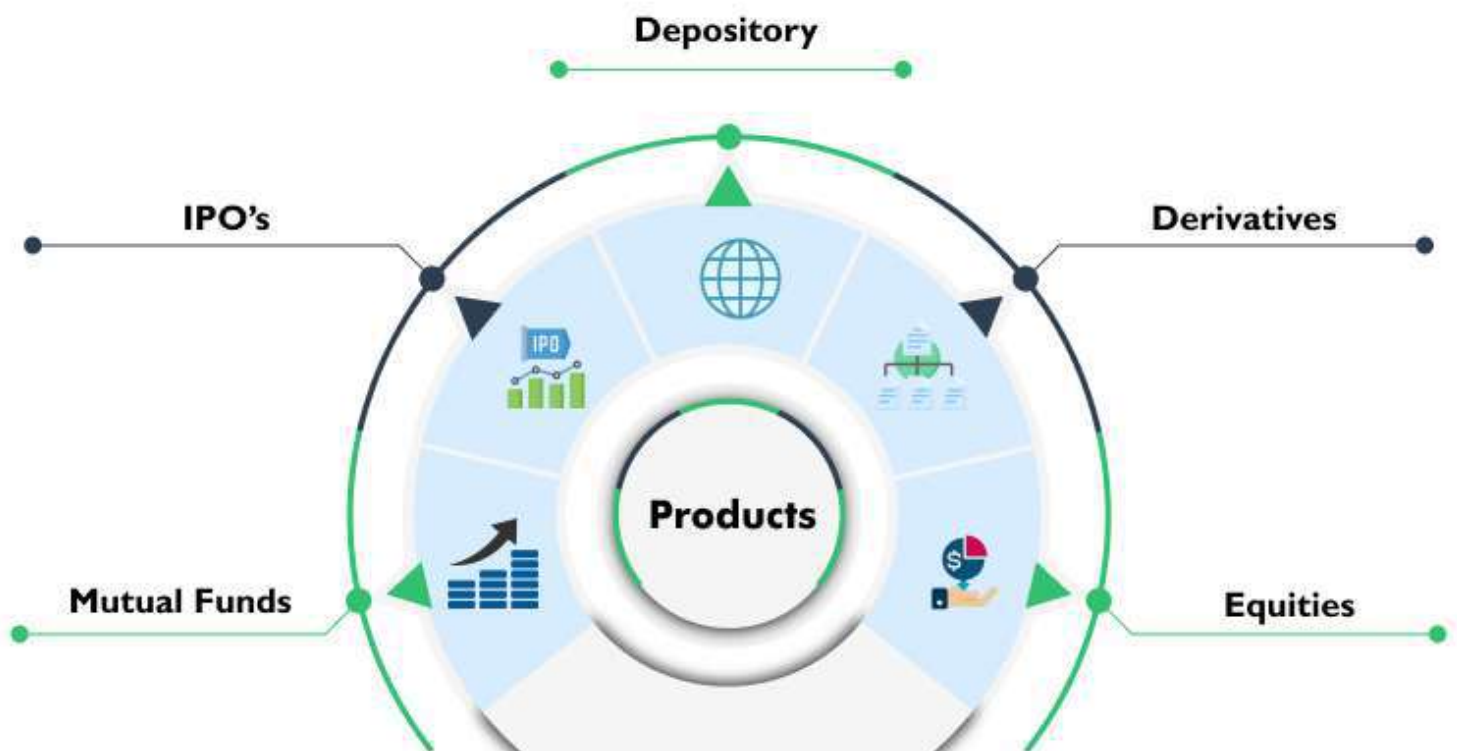 Depository
IPO’s
Derivatives
IPO
Products
$
Mutual Funds
Equities